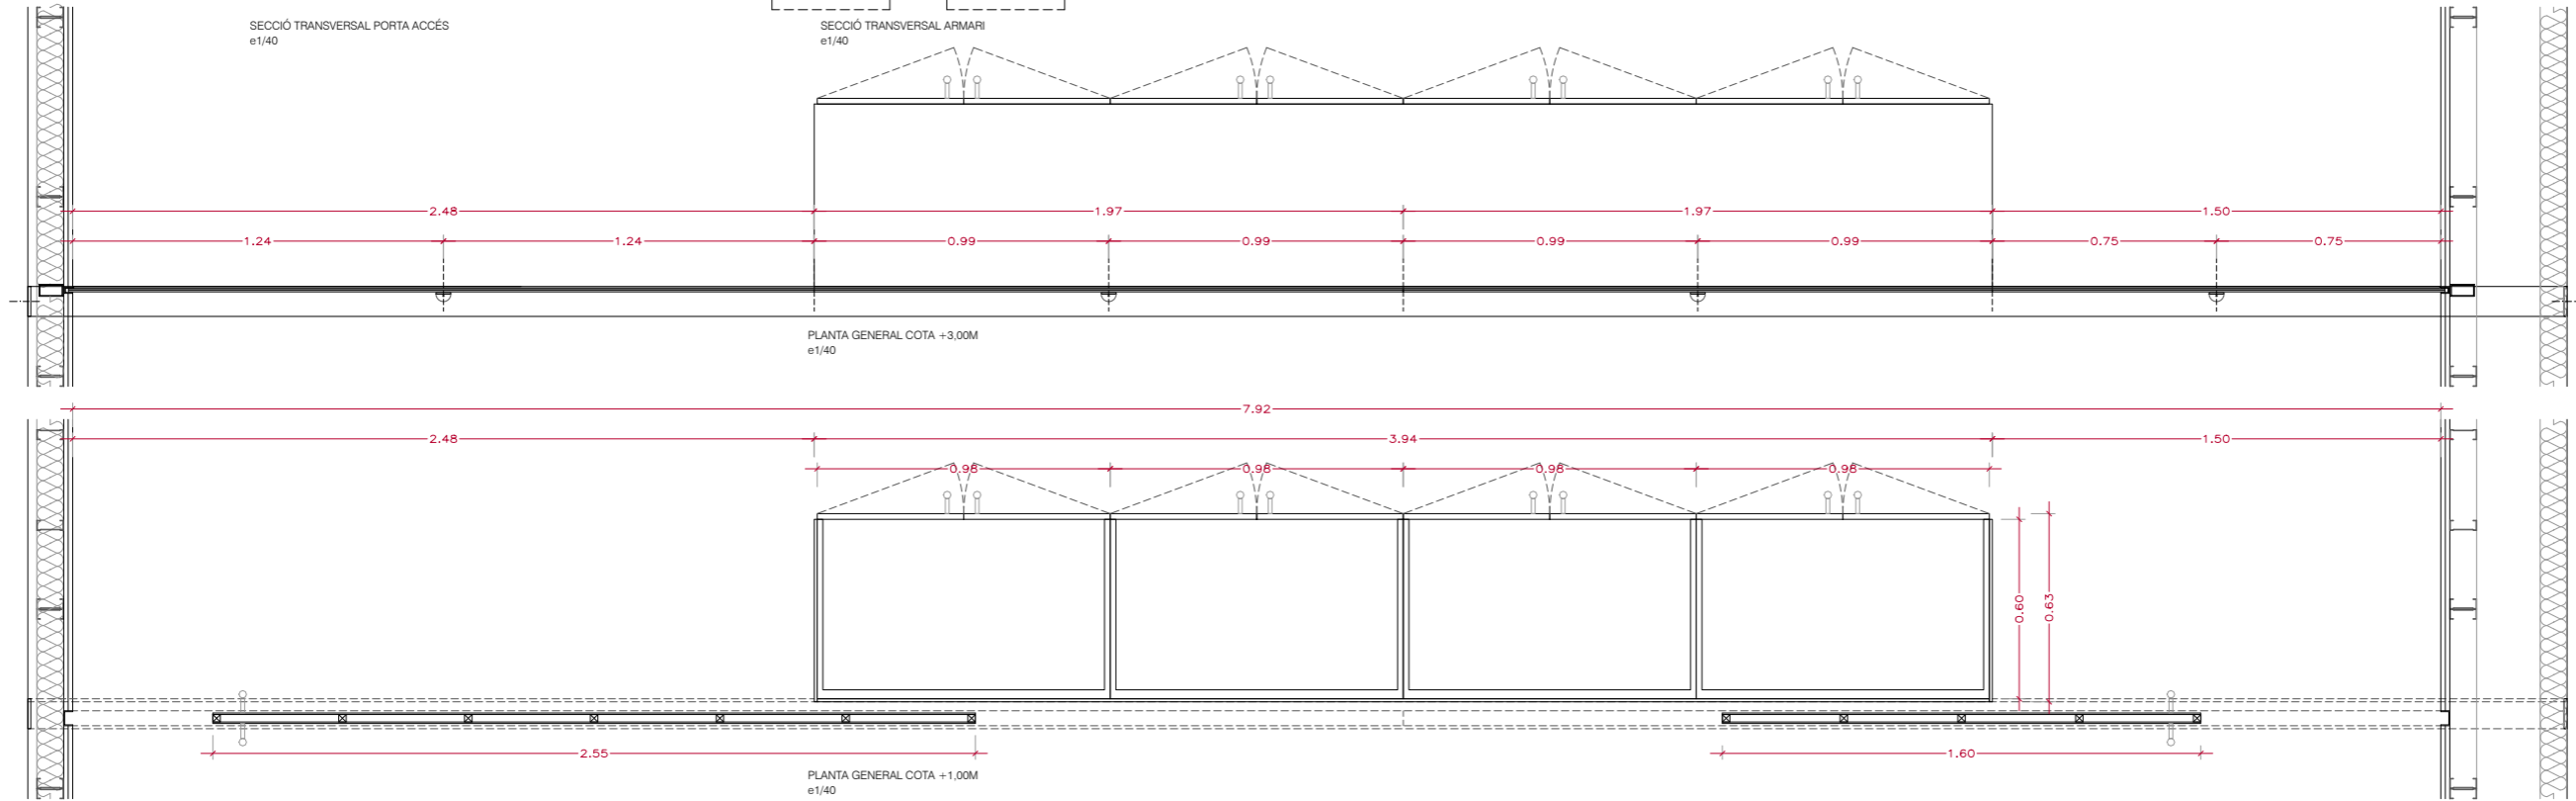 SECCIÓ TRANSVERSAL PORTA ACCÉS
e1/40
SECCIÓ TRANSVERSAL ARMARI
e1/40
2.48 1.97 1.97 1.50
1.24 1.24 0.99 0.99 0.99 0.99 0.75 0.75
PLANTA GENERAL COTA +3,00M
e1/40
7.92
2.48 3.94 1.50
0.98 0.98 0.98 0.98
0.60 0.63
2.55 1.60
PLANTA GENERAL COTA +1,00M
e1/40